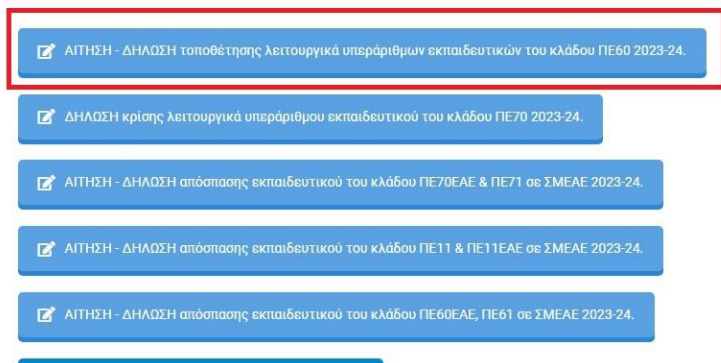 ΑΙΤΗΣΗ - ΔΗΛΩΣΗ τοποθέτησης λειτουργικά υπεράριθμων εκπαιδευτικών του κλάδου ΠΕ60 2023-24.
ΔΗΛΩΣΗ κρίσης λειτουργικά υπεράριθμου εκπαιδευτικού του κλάδου ΠΕ70 2023-24.
ΑΙΤΗΣΗ - ΔΗΛΩΣΗ απόσπασης εκπαιδευτικού του κλάδου ΠΕ70ΕΑΕ & ΠΕ71 σε ΣΜΕΑΕ 2023-24.
ΑΙΤΗΣΗ - ΔΗΛΩΣΗ απόσπασης εκπαιδευτικού του κλάδου ΠΕ11 & ΠΕ11ΕΑΕ σε ΣΜΕΑΕ 2023-24.
ΑΙΤΗΣΗ - ΔΗΛΩΣΗ απόσπασης εκπαιδευτικού του κλάδου ΠΕ60ΕΑΕ, ΠΕ61 σε ΣΜΕΑΕ 2023-24.